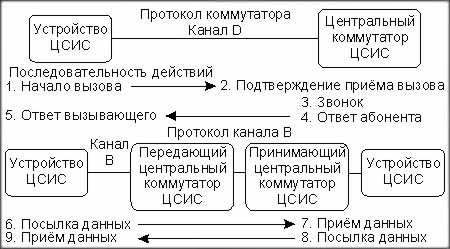 Протокол коммутатора
Канал D
Устройство
ЦСИС
Центральный
коммутатор
ЦСИС
Последовательность действий
1. Начало вызова
2. Подтверждение приёма вызова
3. Звонок
5. Ответ вызывающего
4. Ответ абонента
Канал
B
Протокол канала B
Устройство
ЦСИС
Передающий
центральный
коммутатор
ЦСИС
Принимающий
центральный
коммутатор
ЦСИС
Устройство
ЦСИС
6. Посылка данных
7. Приём данных
9. Приём данных
8. Посылка данных